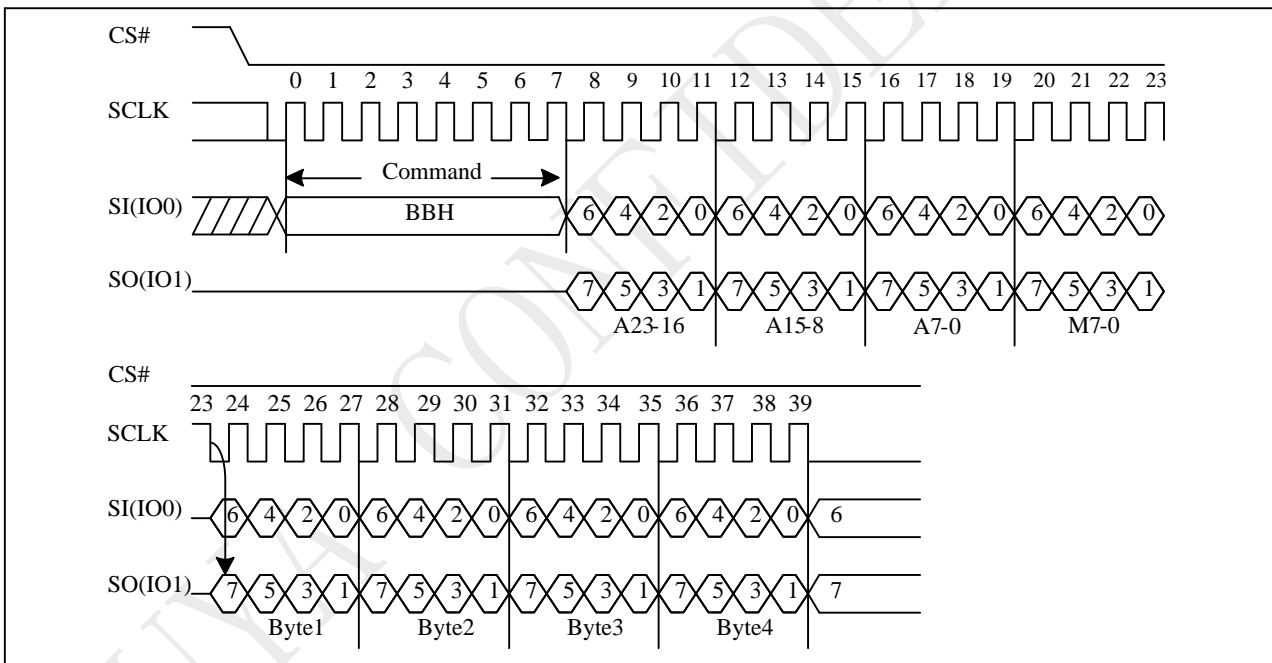 CS#
0 1 2 3 4 5 6 7 8 9 10 11 12 13 14 15 16 17 18 19 20 21 22 23
SCLK
Command
SI(IO0) BBH 6 4 2 0 6 4 2 0 6 4 2 0 6 4 2 0
SO(IO1) 7 5 3 1 7 5 3 1 7 5 3 1 7 5 3 1
A23-16 A15-8 A7-0 M7-0
CS#
23 24 25 26 27 28 29 30 31 32 33 34 35 36 37 38 39
SCLK
SI(IO0) 6 4 2 0 6 4 2 0 6 4 2 0 6 4 2 0 6
SO(IO1) 7 5 3 1 7 5 3 1 7 5 3 1 7 5 3 1 7
Byte1 Byte2 Byte3 Byte4